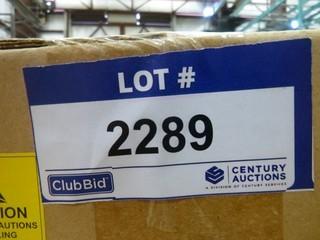 LOT #
2289
ClubBid
CENTURY
AUCTIONS
A DIVISION OF CENTURY SERVICES
ION
AUTIONS
LING